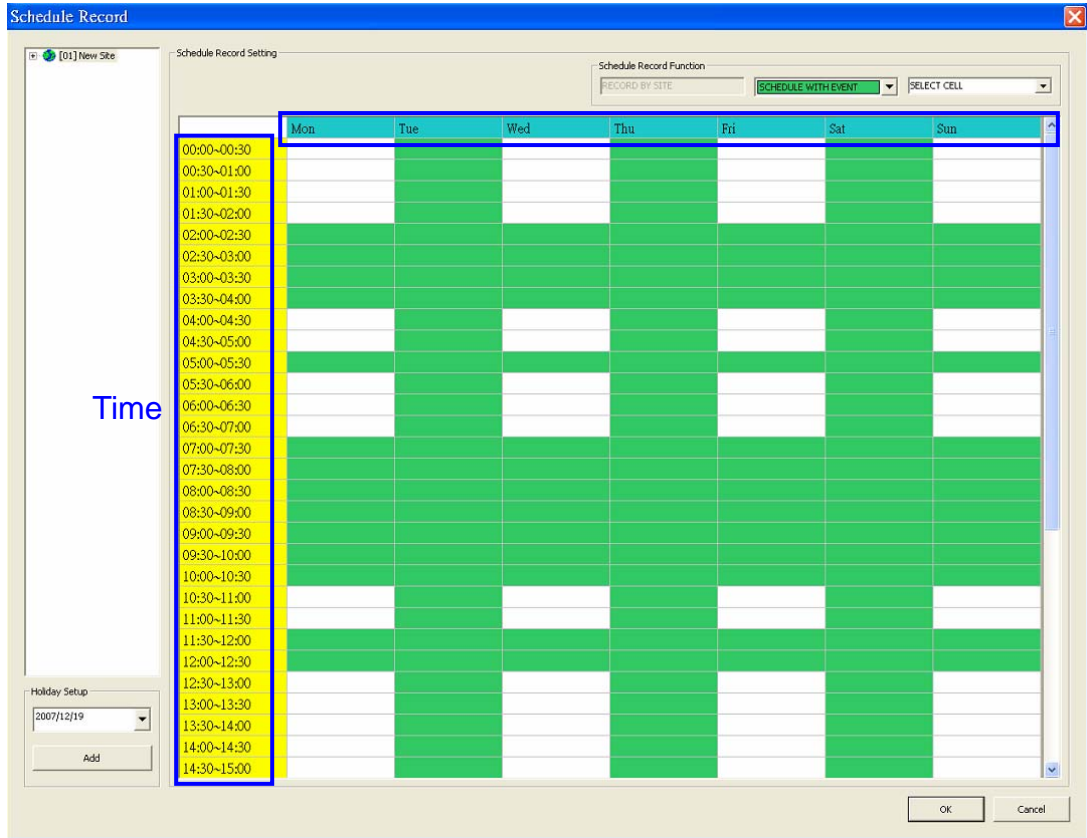 Schedule Record
[01] New Site
Schedule Record Setting
Schedule Record Function
RECORD BY SITE
SCHEDULE WITH EVENT
SELECT CELL
Mon Tue Wed Thu Fri Sat Sun
00:00~00:30
00:30~01:00
01:00~01:30
01:30~02:00
02:00~02:30
02:30~03:00
03:00~03:30
03:30~04:00
04:00~04:30
04:30~05:00
05:00~05:30
05:30~06:00
Time
06:00~06:30
06:30~07:00
07:00~07:30
07:30~08:00
08:00~08:30
08:30~09:00
09:00~09:30
09:30~10:00
10:00~10:30
10:30~11:00
11:00~11:30
11:30~12:00
12:00~12:30
12:30~13:00
13:00~13:30
13:30~14:00
14:00~14:30
14:30~15:00
Holiday Setup
2007/12/19
Add
OK
Cancel